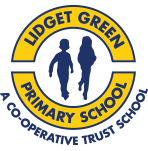 LIDGET GREEN
PRIMARY SCHOOL
A CO-OPERATIVE TRUST SCHOOL